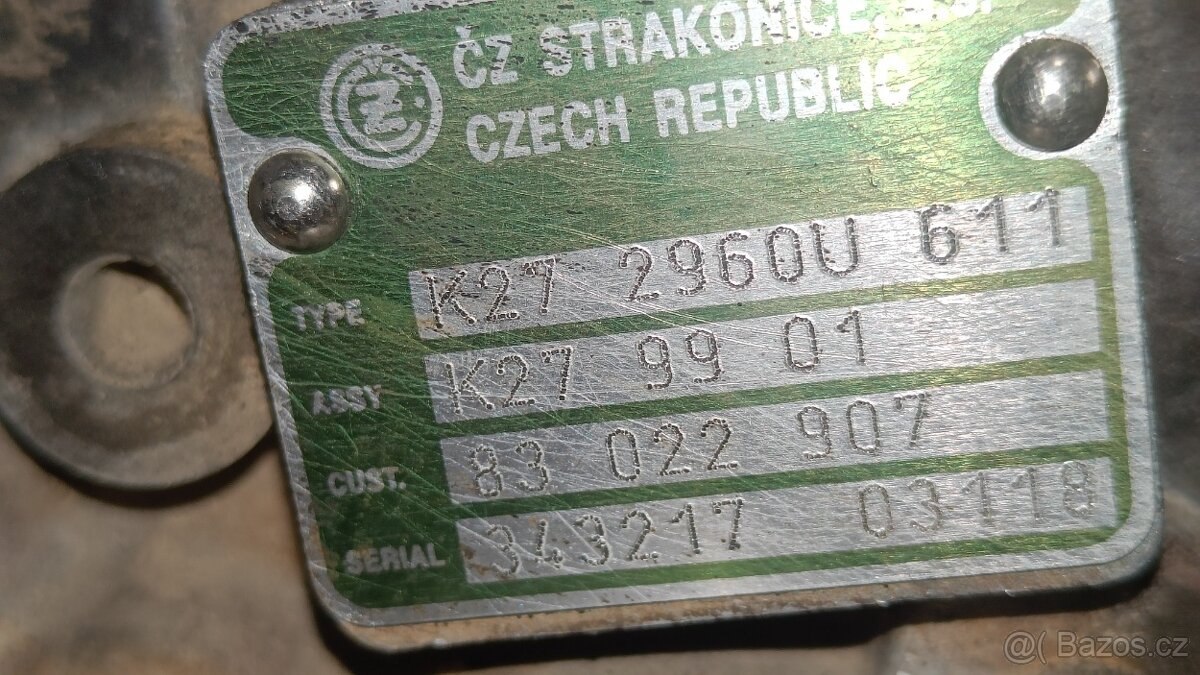 ČZ STRAKONICE, a.s.
CZECH REPUBLIC
ČZ
TYPE K27 2960U 611
ASSY K27 99 01
CUST. 83 022 907
SERIAL 343217 03118
@( Bazos.cz